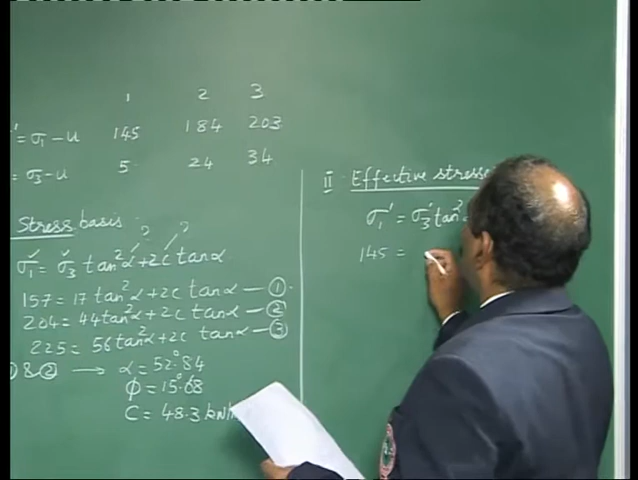 1 2 3
' = σ₁ - u 145 184 203
= σ₃ - u 5 24 34
Stress basis
? ?
σ₁ = σ₃ tan²α + 2c tanα
157 = 17 tan²α + 2c tanα — ①
204 = 44 tan²α + 2c tanα — ②
225 = 56 tan²α + 2c tanα — ③
① & ② → α = 52°.84
φ = 15°.68
C = 48.3 kN/
II Effective stress
σ₁' = σ₃' tan²
145 =